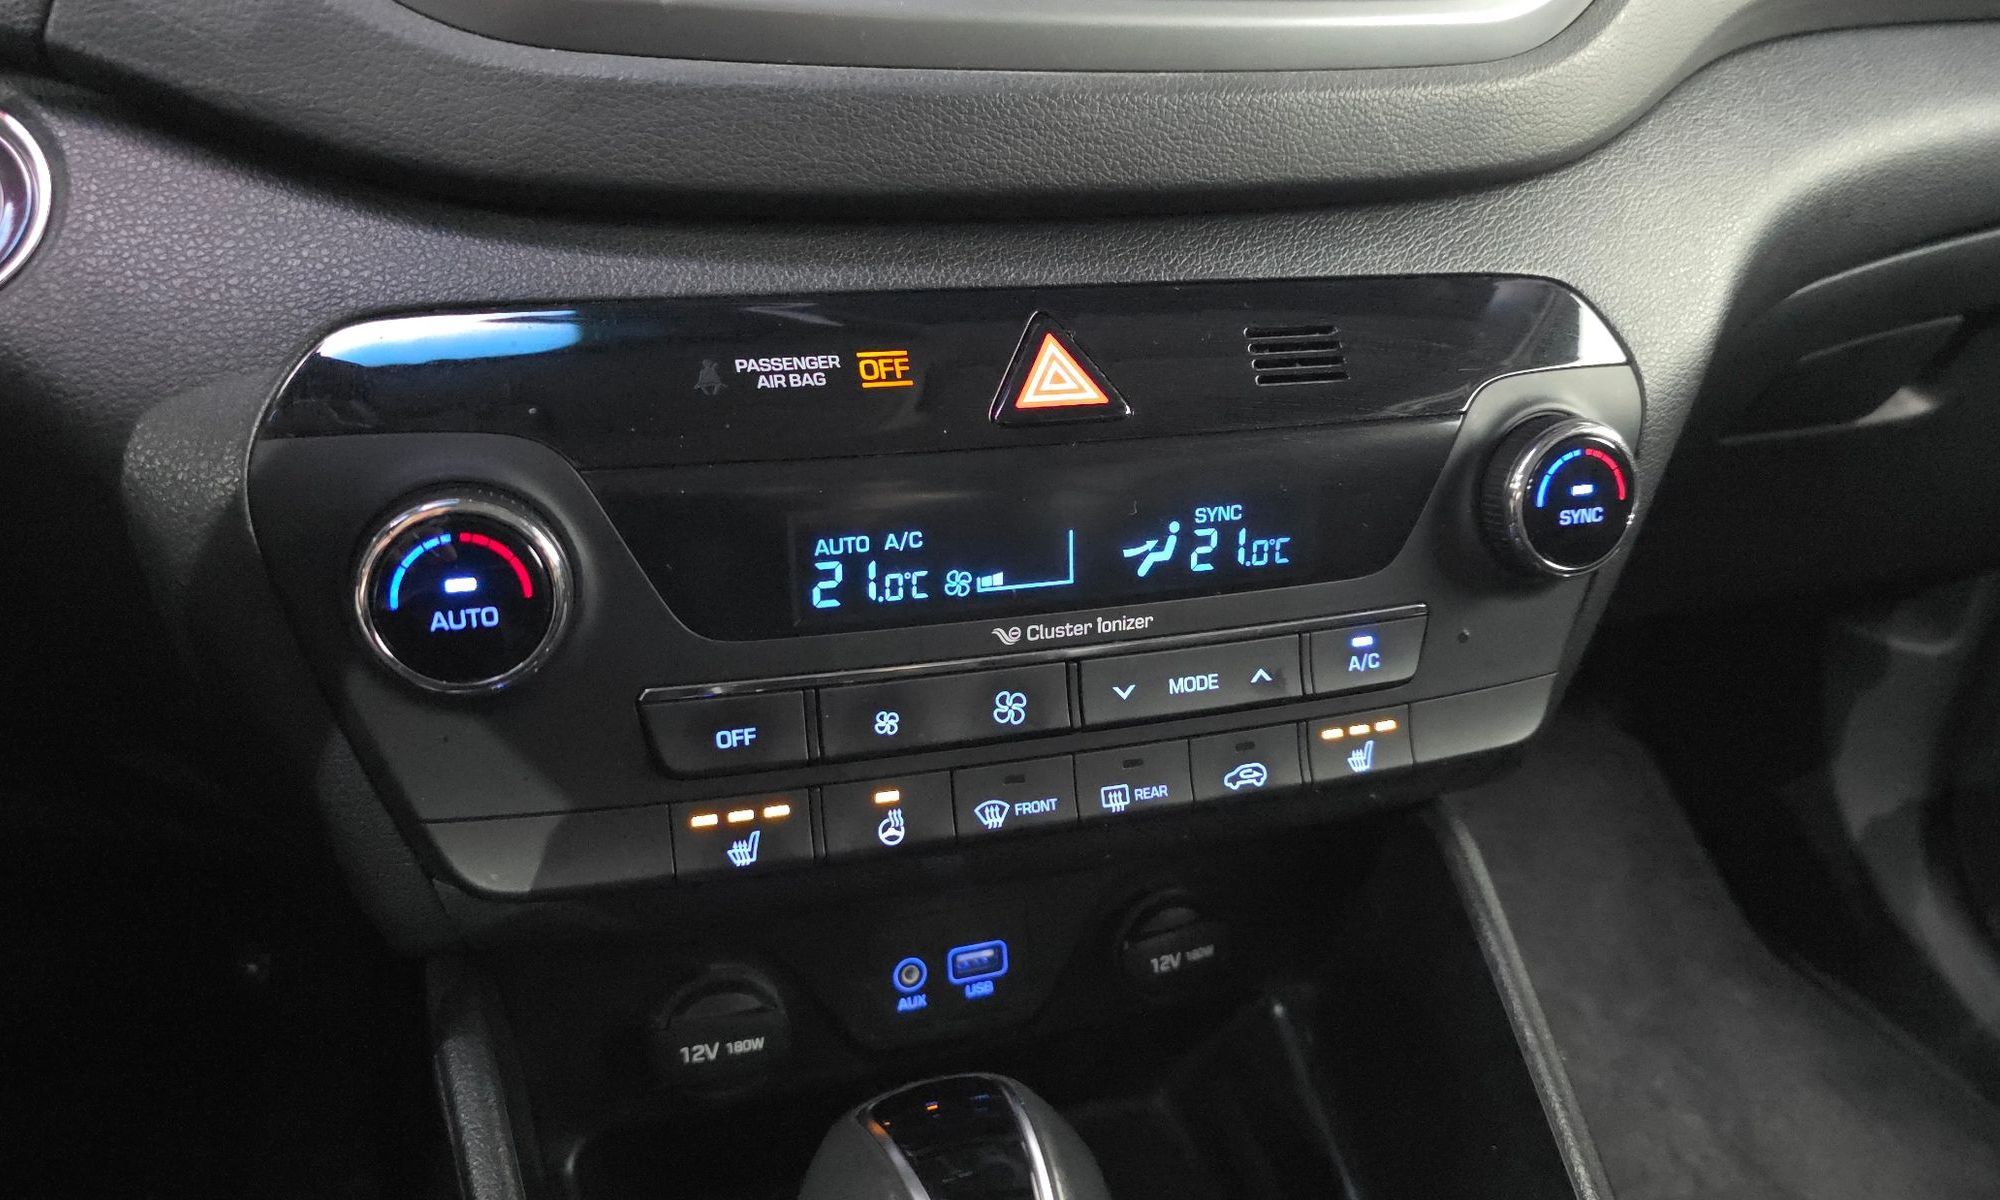 PASSENGER
AIR BAG
OFF
AUTO A/C
21.0°C
SYNC
21.0°C
AUTO
SYNC
Cluster ionizer
OFF
MODE
A/C
FRONT
REAR
AUX
USB
12V 180W
12V 180W